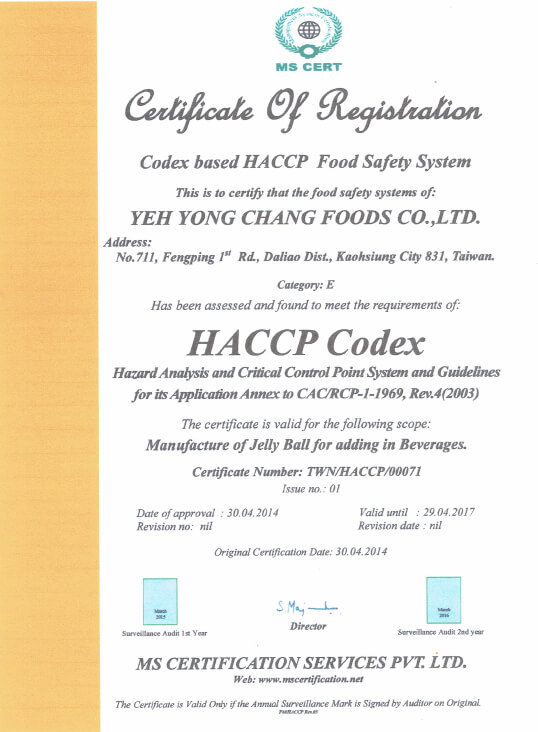 MS CERT
Certificate Of Registration
Codex based HACCP Food Safety System
This is to certify that the food safety systems of:
YEH YONG CHANG FOODS CO.,LTD.
Address:
No.711, Fengping 1st Rd., Daliao Dist., Kaohsiung City 831, Taiwan.
Category: E
Has been assessed and found to meet the requirements of:
HACCP Codex
Hazard Analysis and Critical Control Point System and Guidelines
for its Application Annex to CAC/RCP-1-1969, Rev.4(2003)
The certificate is valid for the following scope:
Manufacture of Jelly Ball for adding in Beverages.
Certificate Number: TWN/HACCP/00071
Issue no.: 01
Date of approval : 30.04.2014 Valid until : 29.04.2017
Revision no: nil Revision date : nil
Original Certification Date: 30.04.2014
March
2015
March
2016
Surveillance Audit 1st Year
Director
Surveillance Audit 2nd year
MS CERTIFICATION SERVICES PVT. LTD.
Web: www.mscertification.net
The Certificate is Valid Only if the Annual Surveillance Mark is Signed by Auditor on Original.